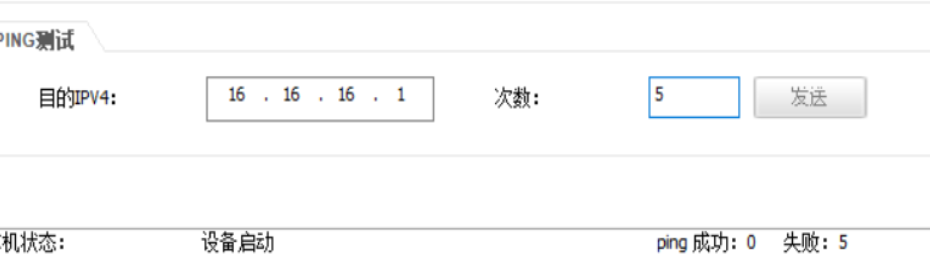 PING测试
目的IPV4: 16 . 16 . 16 . 1 次数: 5 发送
机状态: 设备启动 ping 成功: 0 失败: 5